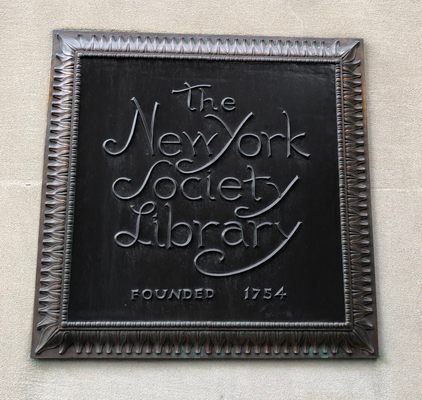 The
New York
Society
Library
FOUNDED 1754